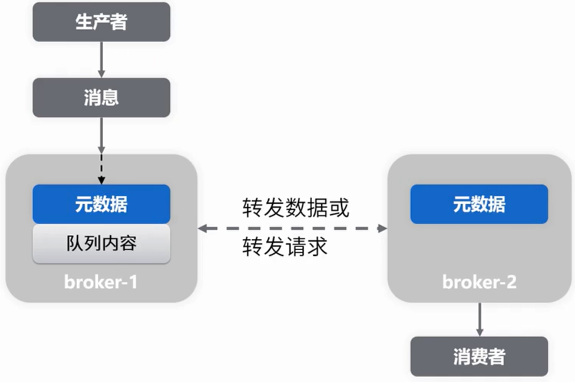 生产者
消息
元数据
队列内容
broker-1
转发数据或
转发请求
元数据
broker-2
消费者